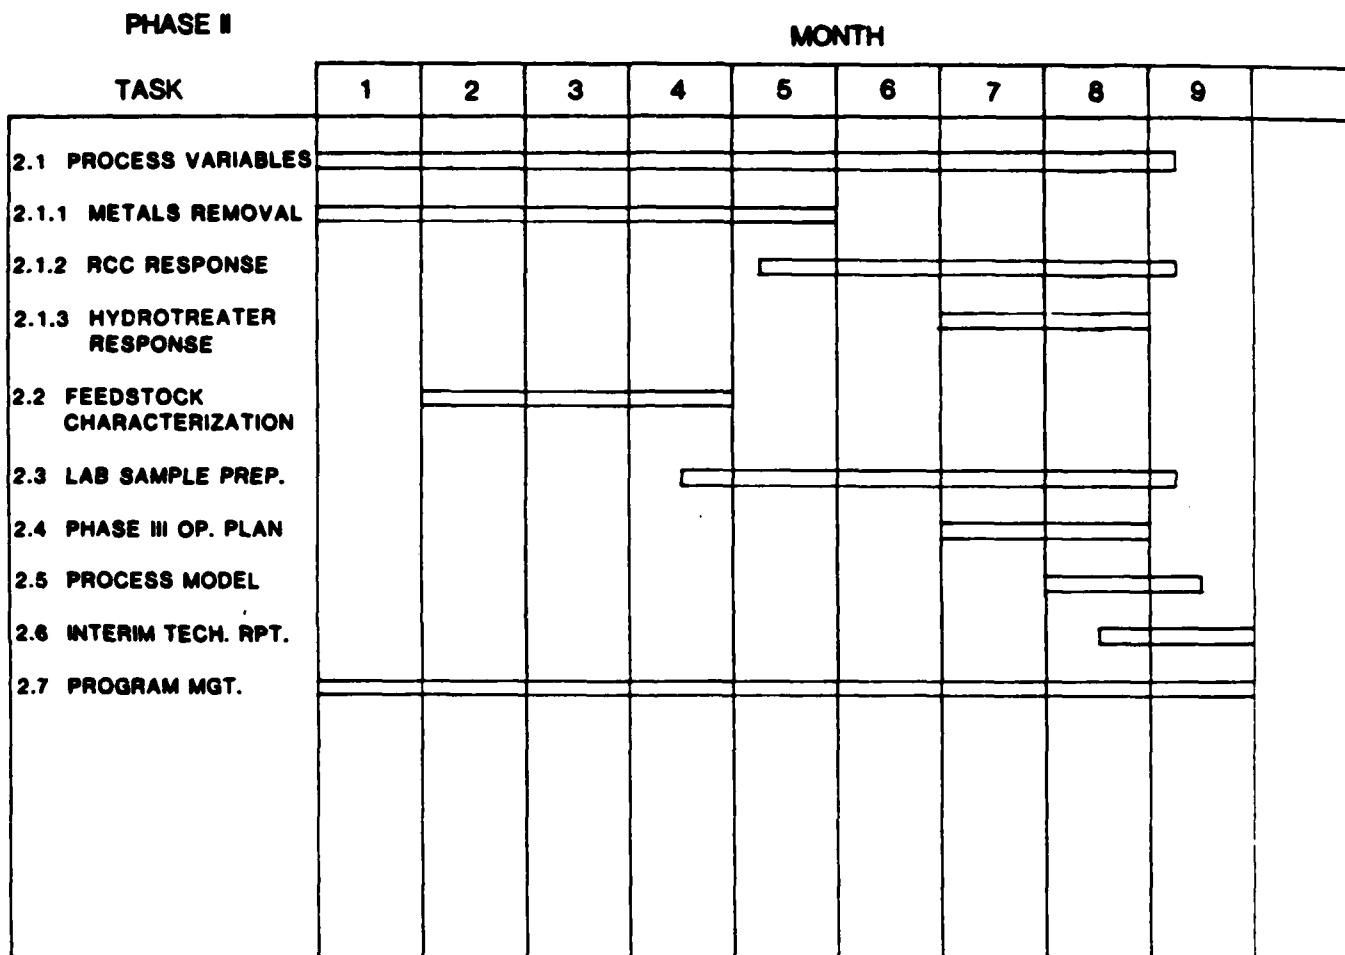 PHASE II
MONTH
TASK 1 2 3 4 5 6 7 8 9
2.1 PROCESS VARIABLES
2.1.1 METALS REMOVAL
2.1.2 RCC RESPONSE
2.1.3 HYDROTREATER
RESPONSE
2.2 FEEDSTOCK
CHARACTERIZATION
2.3 LAB SAMPLE PREP.
2.4 PHASE III OP. PLAN
2.5 PROCESS MODEL
2.6 INTERIM TECH. RPT.
2.7 PROGRAM MGT.